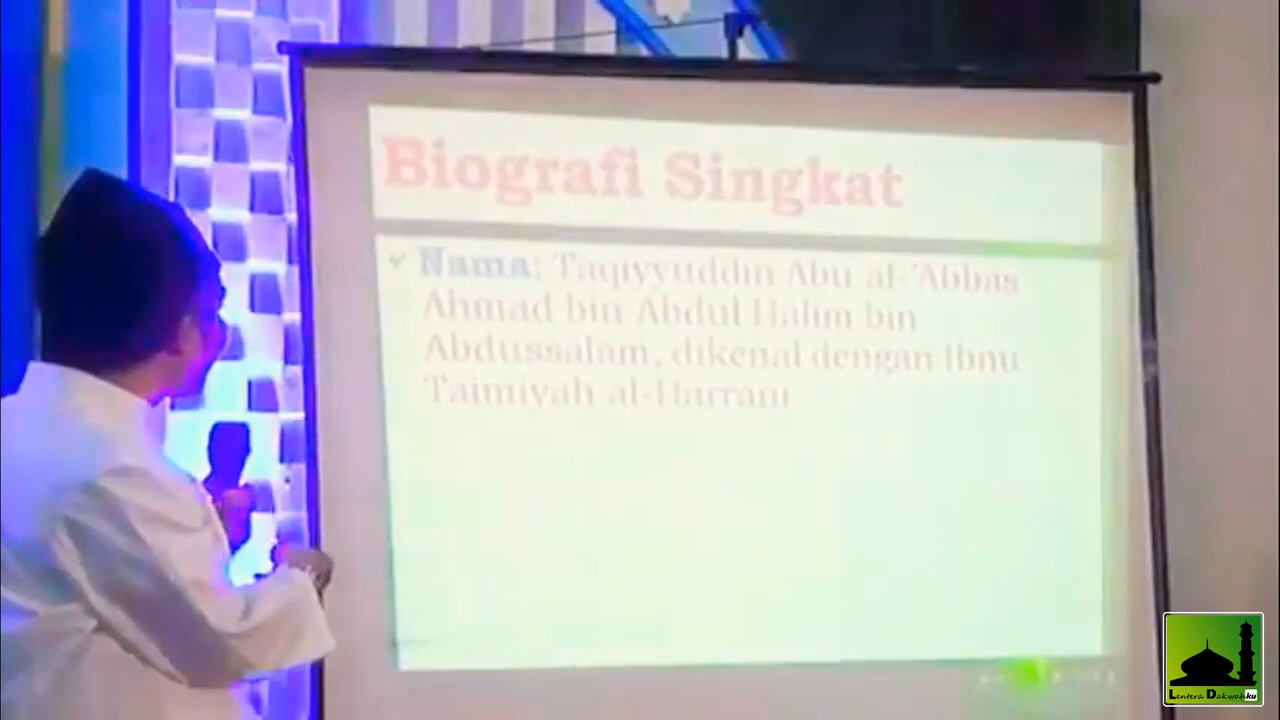 Biografi Singkat
✓ Nama: Taqiyyuddin Abu al-'Abbas
Ahmad bin Abdul Halim bin
Abdussalam, dikenal dengan Ibnu
Taimiyah al-Harrani
Lentera Dakwahku